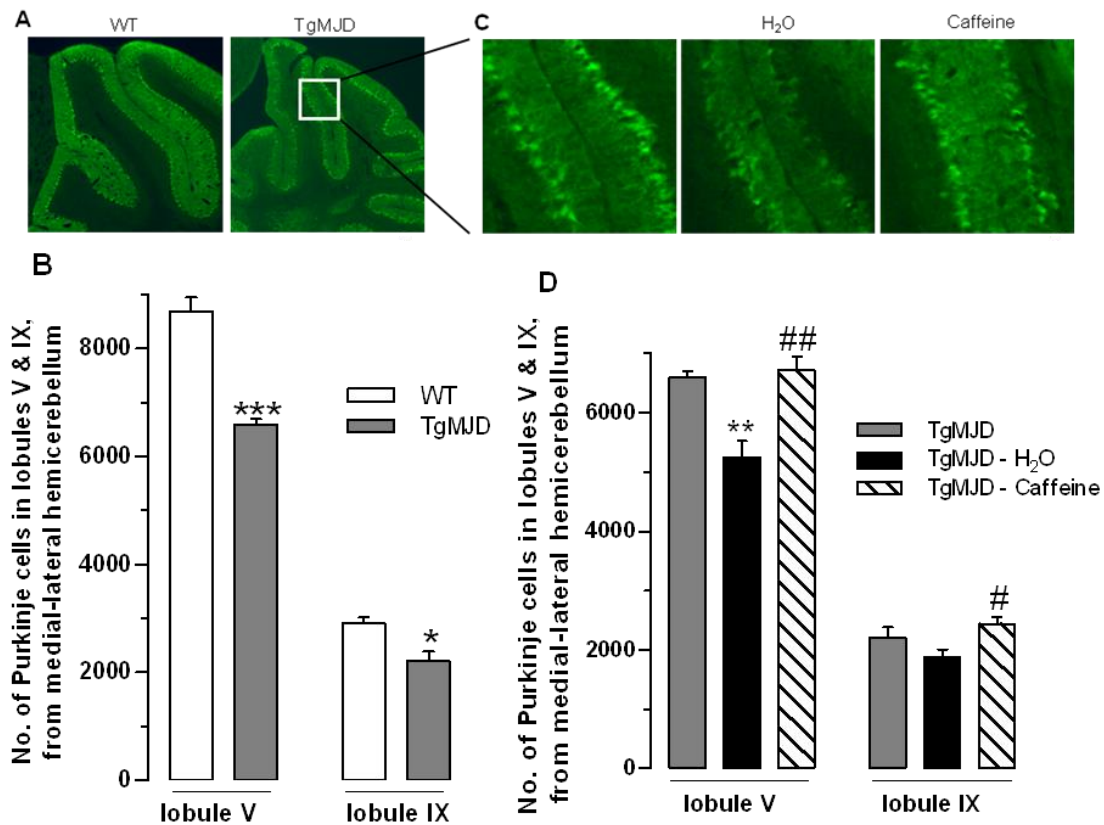 A
WT
TgMJD
C
H₂O
Caffeine
B
No. of Purkinje cells in lobules V & IX,
from medial-lateral hemicerebellum
8000
6000
4000
2000
0
***
*
WT
TgMJD
lobule V
lobule IX
D
No. of Purkinje cells in lobules V & IX,
from medial-lateral hemicerebellum
6000
4000
2000
0
**
##
#
TgMJD
TgMJD - H₂O
TgMJD - Caffeine
lobule V
lobule IX